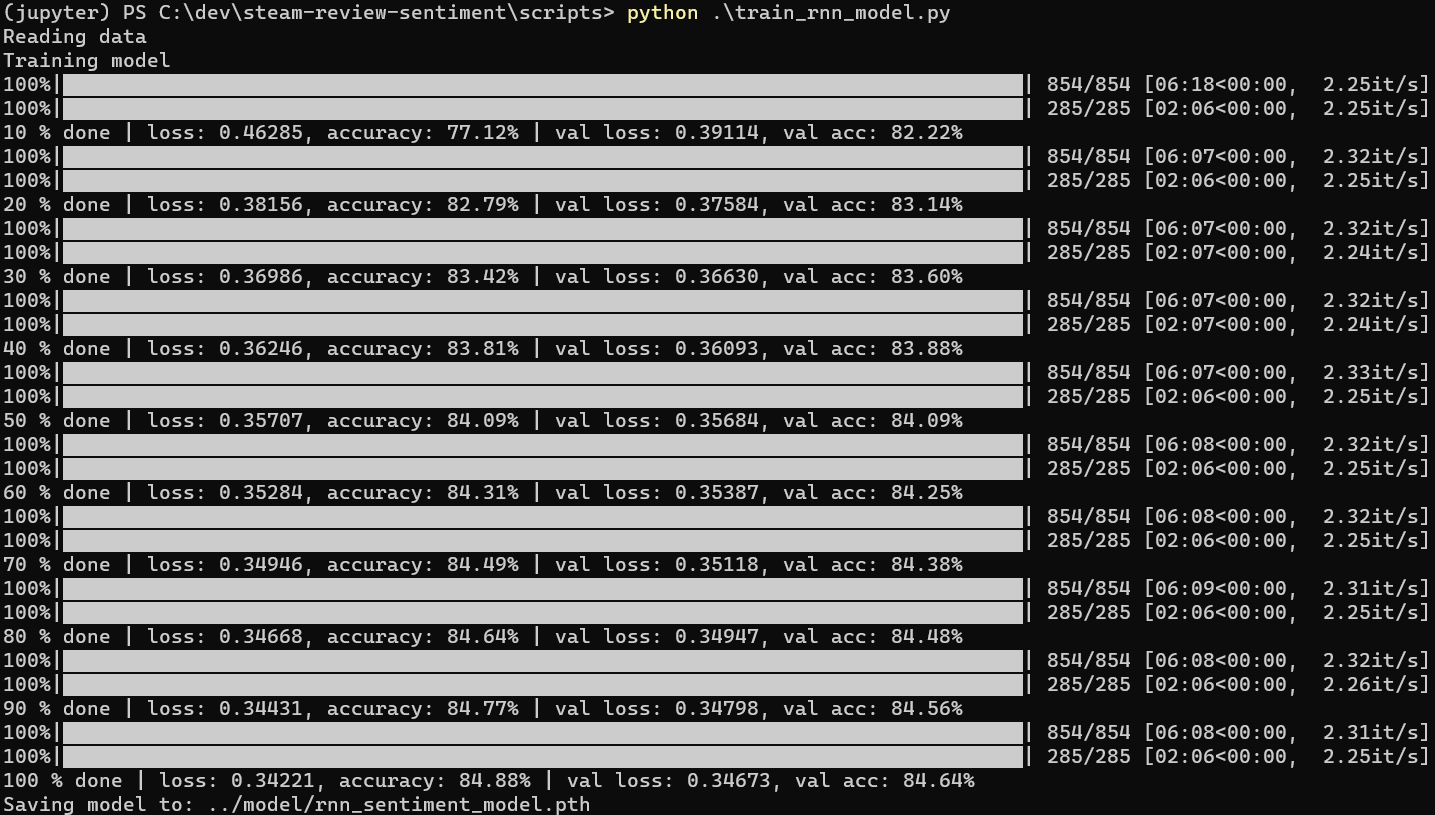 (jupyter) PS C:\dev\steam-review-sentiment\scripts> python .\train_rnn_model.py
Reading data
Training model
100%|| 854/854 [06:18<00:00,  2.25it/s]
100%|| 285/285 [02:06<00:00,  2.25it/s]
10 % done | loss: 0.46285, accuracy: 77.12% | val loss: 0.39114, val acc: 82.22%
100%|| 854/854 [06:07<00:00,  2.32it/s]
100%|| 285/285 [02:06<00:00,  2.25it/s]
20 % done | loss: 0.38156, accuracy: 82.79% | val loss: 0.37584, val acc: 83.14%
100%|| 854/854 [06:07<00:00,  2.32it/s]
100%|| 285/285 [02:07<00:00,  2.24it/s]
30 % done | loss: 0.36986, accuracy: 83.42% | val loss: 0.36630, val acc: 83.60%
100%|| 854/854 [06:07<00:00,  2.32it/s]
100%|| 285/285 [02:07<00:00,  2.24it/s]
40 % done | loss: 0.36246, accuracy: 83.81% | val loss: 0.36093, val acc: 83.88%
100%|| 854/854 [06:07<00:00,  2.33it/s]
100%|| 285/285 [02:06<00:00,  2.25it/s]
50 % done | loss: 0.35707, accuracy: 84.09% | val loss: 0.35684, val acc: 84.09%
100%|| 854/854 [06:08<00:00,  2.32it/s]
100%|| 285/285 [02:06<00:00,  2.25it/s]
60 % done | loss: 0.35284, accuracy: 84.31% | val loss: 0.35387, val acc: 84.25%
100%|| 854/854 [06:08<00:00,  2.32it/s]
100%|| 285/285 [02:06<00:00,  2.25it/s]
70 % done | loss: 0.34946, accuracy: 84.49% | val loss: 0.35118, val acc: 84.38%
100%|| 854/854 [06:09<00:00,  2.31it/s]
100%|| 285/285 [02:06<00:00,  2.25it/s]
80 % done | loss: 0.34668, accuracy: 84.64% | val loss: 0.34947, val acc: 84.48%
100%|| 854/854 [06:08<00:00,  2.32it/s]
100%|| 285/285 [02:06<00:00,  2.26it/s]
90 % done | loss: 0.34431, accuracy: 84.77% | val loss: 0.34798, val acc: 84.56%
100%|| 854/854 [06:08<00:00,  2.31it/s]
100%|| 285/285 [02:06<00:00,  2.25it/s]
100 % done | loss: 0.34221, accuracy: 84.88% | val loss: 0.34673, val acc: 84.64%
Saving model to: ../model/rnn_sentiment_model.pth